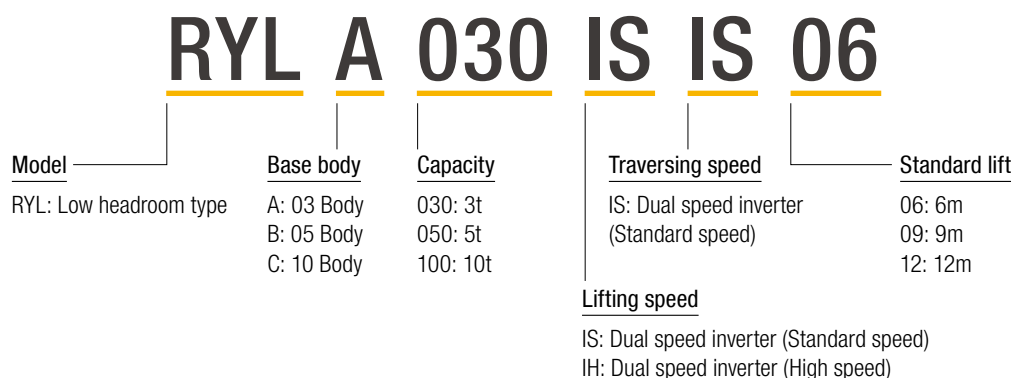 RYL A 030 IS IS 06
Model
RYL: Low headroom type
Base body
A: 03 Body
B: 05 Body
C: 10 Body
Capacity
030: 3t
050: 5t
100: 10t
Traversing speed
IS: Dual speed inverter
(Standard speed)
Standard lift
06: 6m
09: 9m
12: 12m
Lifting speed
IS: Dual speed inverter (Standard speed)
IH: Dual speed inverter (High speed)